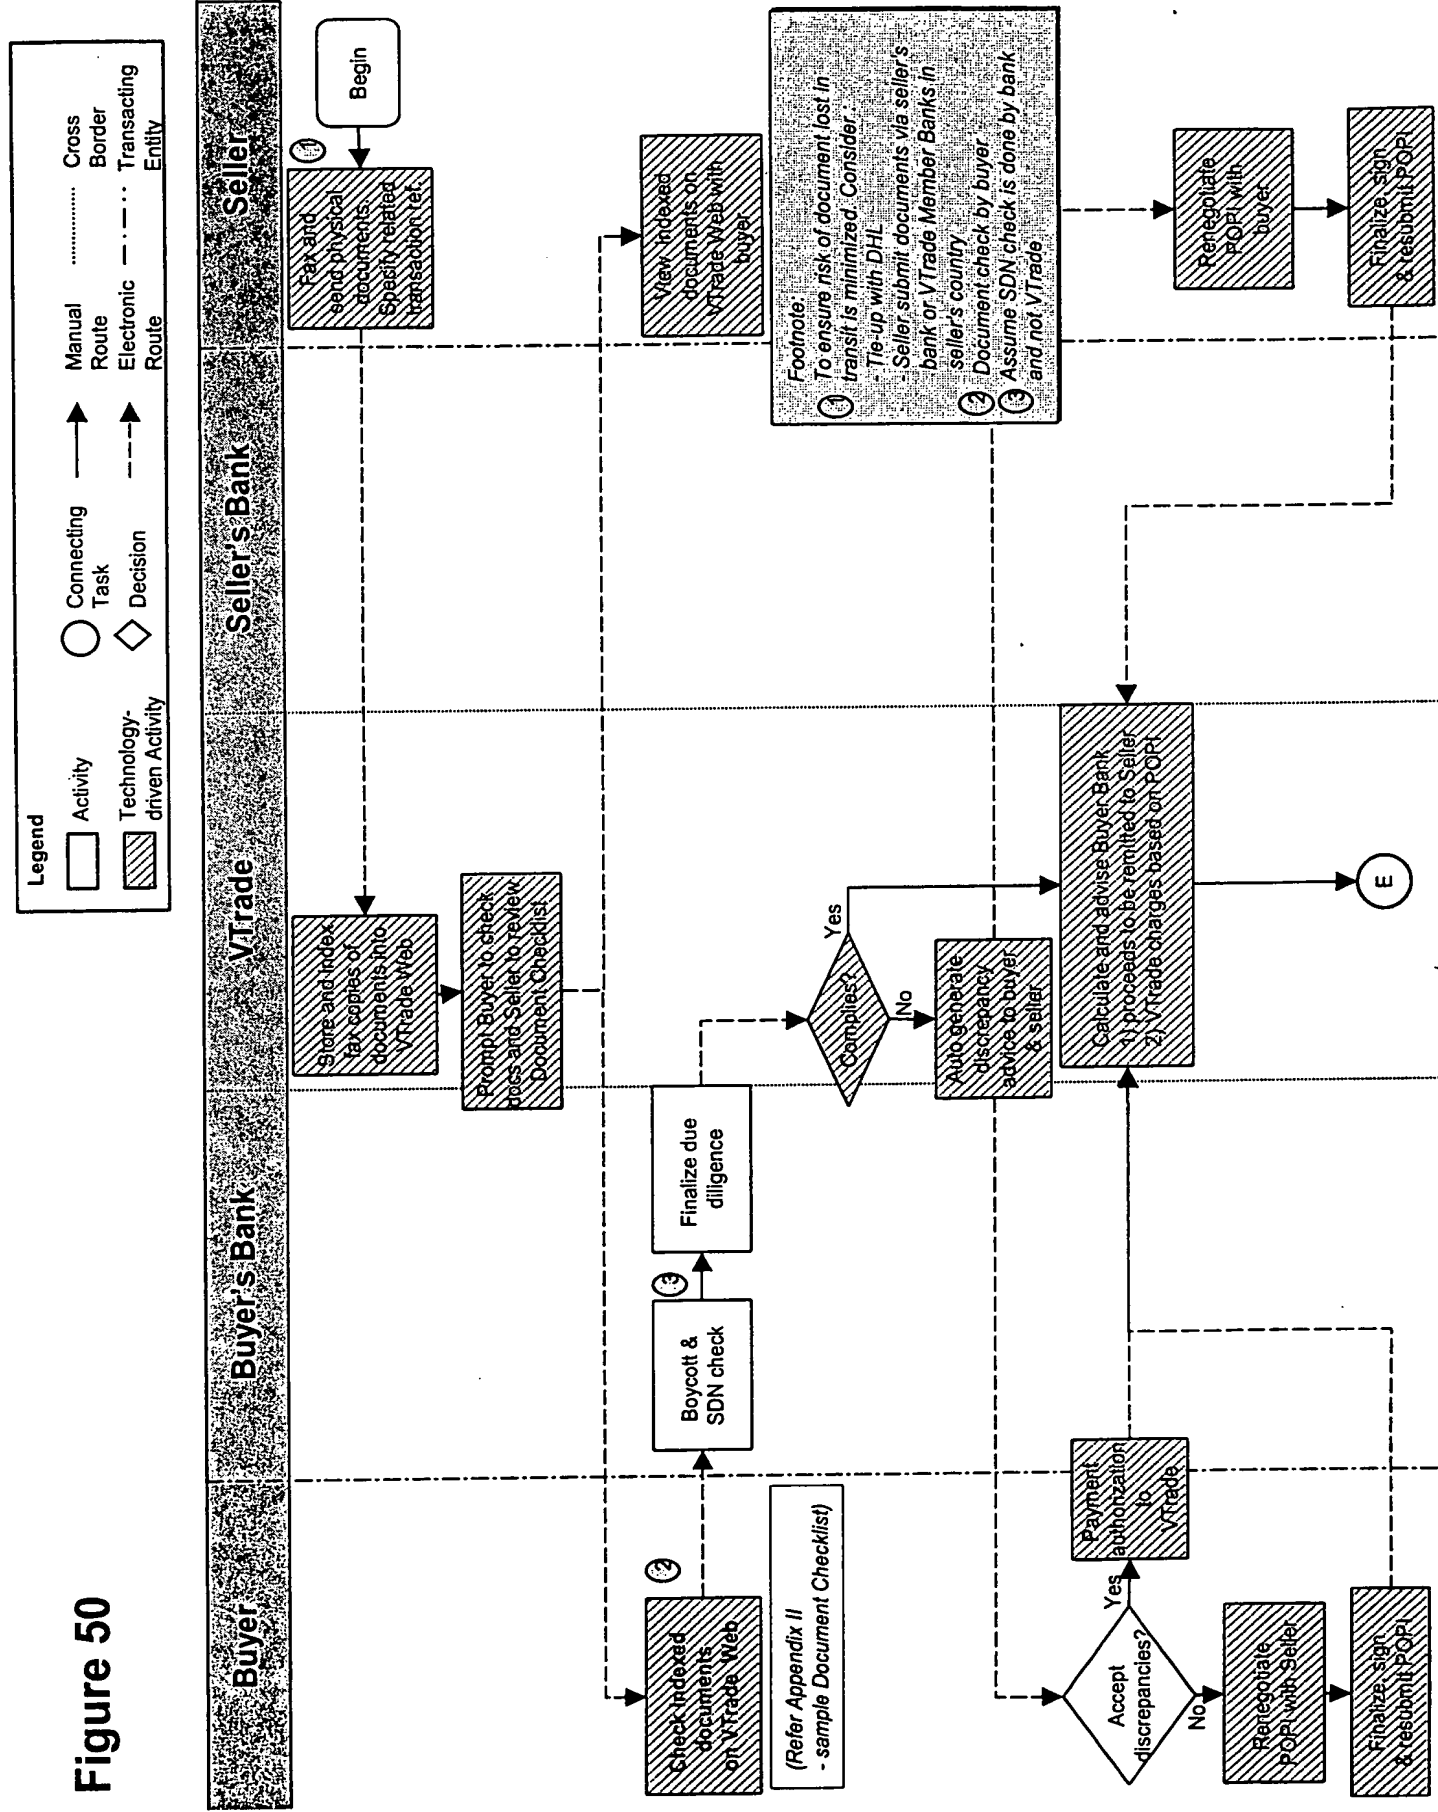 Figure 50
Legend
Activity
Technology-
driven Activity
Connecting
Task
Decision
Manual
Route
Electronic
Route
Cross
Border
Transacting
Entity
Buyer
Buyer's Bank
VTrade
Seller's Bank
Seller
Begin
1
Fax and
send physical
documents.
Specify related
transaction ref.
Store and index
fax copies of
documents into
VTrade Web
Prompt Buyer to check
docs and Seller to review
Document Checklist
View indexed
documents on
VTrade Web with
buyer
2
Check indexed
documents
on VTrade Web
(Refer Appendix II
- sample Document Checklist)
Boycott &
SDN check
3
Finalize due
diligence
Complies?
Yes
No
Auto generate
discrepancy
advice to buyer
& seller
Footnote:
1 To ensure risk of document lost in
transit is minimized. Consider:
- Tie-up with DHL
- Seller submit documents via seller's
bank or VTrade Member Banks in
seller's country
2 Document check by buyer
3 Assume SDN check is done by bank
and not VTrade
Accept
discrepancies?
Yes
No
Payment
authorization
to
VTrade
Calculate and advise Buyer Bank
1) proceeds to be remitted to Seller
2) VTrade charges based on POPI
Renegotiate
POPI with
buyer
Renegotiate
POPI with Seller
Finalize, sign
& resubmit POPI
E
Finalize, sign
& resubmit POPI